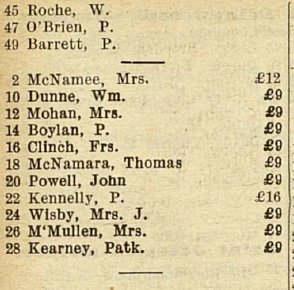 45 Roche, W.
47 O'Brien, P.
49 Barrett, P.
2 McNamee, Mrs. £12
10 Dunne, Wm. £9
12 Mohan, Mrs. £9
14 Boylan, P. £9
16 Clinch, Frs. £9
18 McNamara, Thomas £9
20 Powell, John £9
22 Kennelly, P. £16
24 Wisby, Mrs. J. £9
26 M'Mullen, Mrs. £9
28 Kearney, Patk. £9